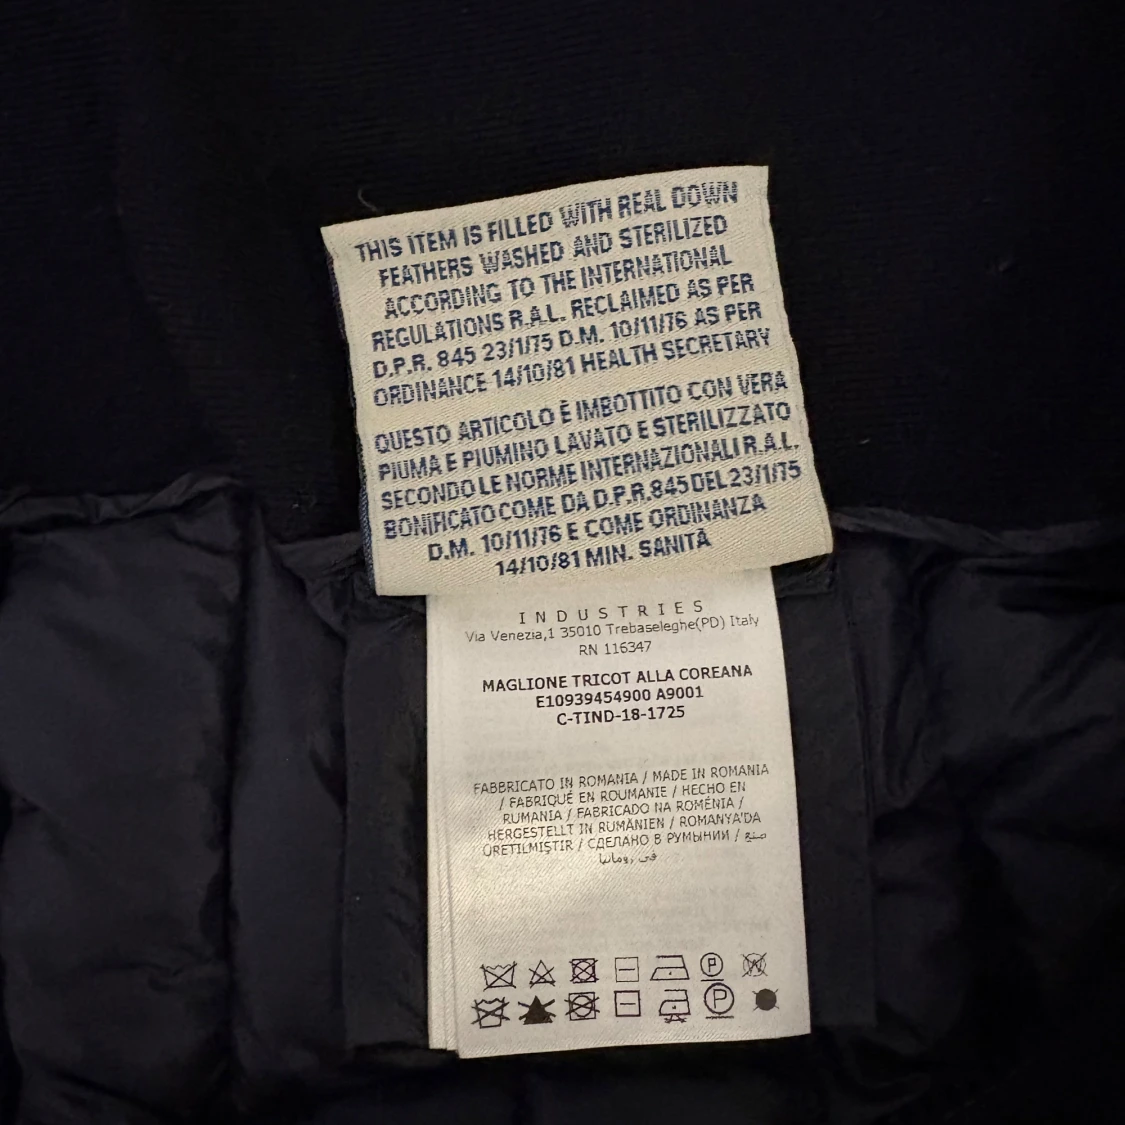 THIS ITEM IS FILLED WITH REAL DOWN
FEATHERS WASHED AND STERILIZED
ACCORDING TO THE INTERNATIONAL
REGULATIONS R.A.L. RECLAIMED AS PER
D.P.R. 845 23/1/75 D.M. 10/11/76 AS PER
ORDINANCE 14/10/81 HEALTH SECRETARY
QUESTO ARTICOLO È IMBOTTITO CON VERA
PIUMA E PIUMINO LAVATO E STERILIZZATO
SECONDO LE NORME INTERNAZIONALI R.A.L.
BONIFICATO COME DA D.P.R. 845 DEL 23/1/75
D.M. 10/11/76 E COME ORDINANZA
14/10/81 MIN. SANITÀ
INDUSTRIES
Via Venezia,1 35010 Trebaseleghe(PD) Italy
RN 116347
MAGLIONE TRICOT ALLA COREANA
E10939454900 A9001
C-TIND-18-1725
FABBRICATO IN ROMANIA / MADE IN ROMANIA
/ FABRIQUÉ EN ROUMANIE / HECHO EN
RUMANIA / FABRICADO NA ROMÉNIA /
HERGESTELLT IN RUMÄNIEN / ROMANYA'DA
ÜRETILMIŞTIR / СДЕЛАНО В РУМЫНИИ / صنع
في رومانيا
P W
P